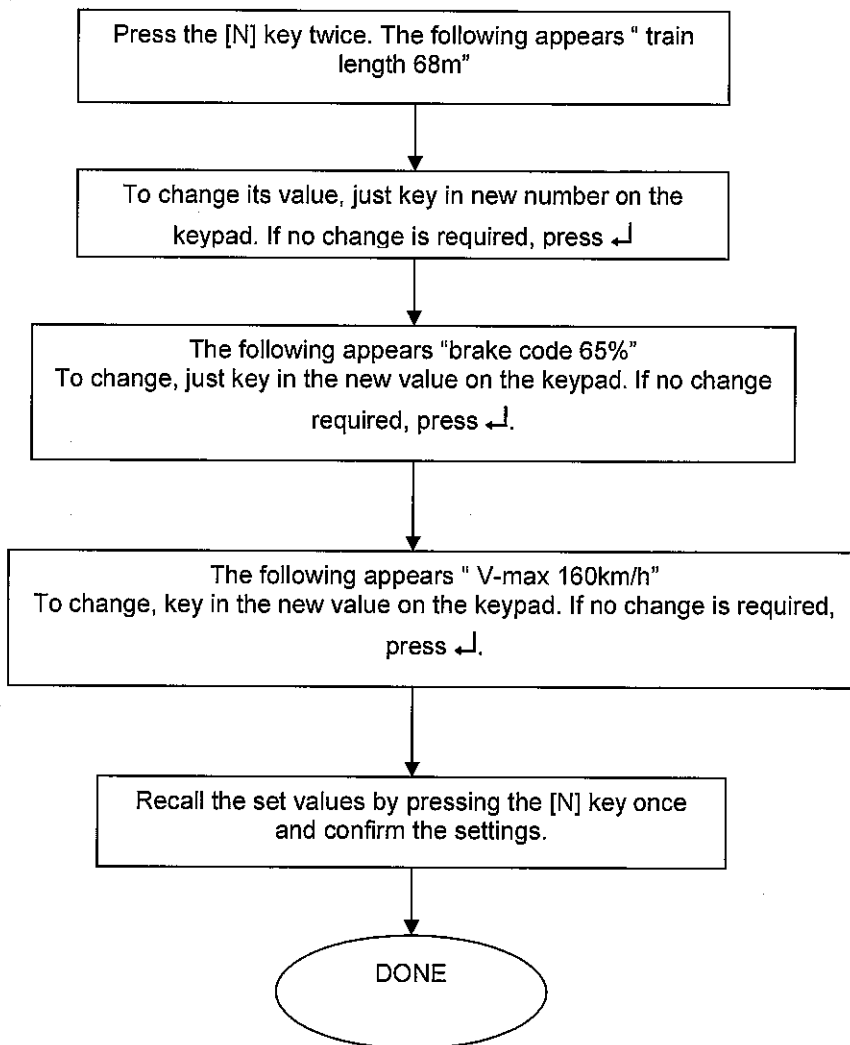 Press the [N] key twice. The following appears “ train
length 68m”
To change its value, just key in new number on the
keypad. If no change is required, press ↵
The following appears “brake code 65%”
To change, just key in the new value on the keypad. If no change
required, press ↵.
The following appears “ V-max 160km/h”
To change, key in the new value on the keypad. If no change is required,
press ↵.
Recall the set values by pressing the [N] key once
and confirm the settings.
DONE